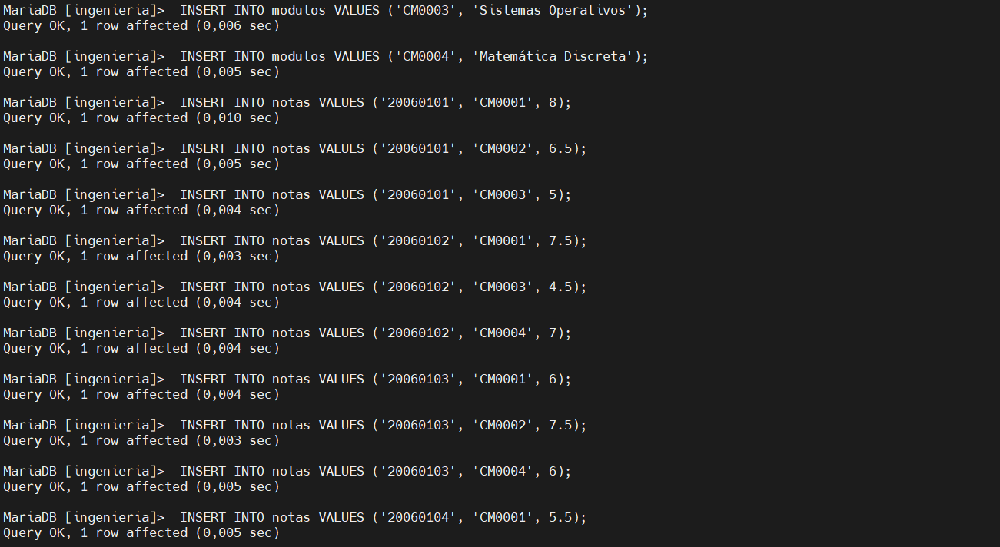 MariaDB [ingenieria]>  INSERT INTO modulos VALUES ('CM0003', 'Sistemas Operativos');
Query OK, 1 row affected (0,006 sec)
MariaDB [ingenieria]>  INSERT INTO modulos VALUES ('CM0004', 'Matemática Discreta');
Query OK, 1 row affected (0,005 sec)
MariaDB [ingenieria]>  INSERT INTO notas VALUES ('20060101', 'CM0001', 8);
Query OK, 1 row affected (0,010 sec)
MariaDB [ingenieria]>  INSERT INTO notas VALUES ('20060101', 'CM0002', 6.5);
Query OK, 1 row affected (0,005 sec)
MariaDB [ingenieria]>  INSERT INTO notas VALUES ('20060101', 'CM0003', 5);
Query OK, 1 row affected (0,004 sec)
MariaDB [ingenieria]>  INSERT INTO notas VALUES ('20060102', 'CM0001', 7.5);
Query OK, 1 row affected (0,003 sec)
MariaDB [ingenieria]>  INSERT INTO notas VALUES ('20060102', 'CM0003', 4.5);
Query OK, 1 row affected (0,004 sec)
MariaDB [ingenieria]>  INSERT INTO notas VALUES ('20060102', 'CM0004', 7);
Query OK, 1 row affected (0,004 sec)
MariaDB [ingenieria]>  INSERT INTO notas VALUES ('20060103', 'CM0001', 6);
Query OK, 1 row affected (0,004 sec)
MariaDB [ingenieria]>  INSERT INTO notas VALUES ('20060103', 'CM0002', 7.5);
Query OK, 1 row affected (0,003 sec)
MariaDB [ingenieria]>  INSERT INTO notas VALUES ('20060103', 'CM0004', 6);
Query OK, 1 row affected (0,005 sec)
MariaDB [ingenieria]>  INSERT INTO notas VALUES ('20060104', 'CM0001', 5.5);
Query OK, 1 row affected (0,005 sec)